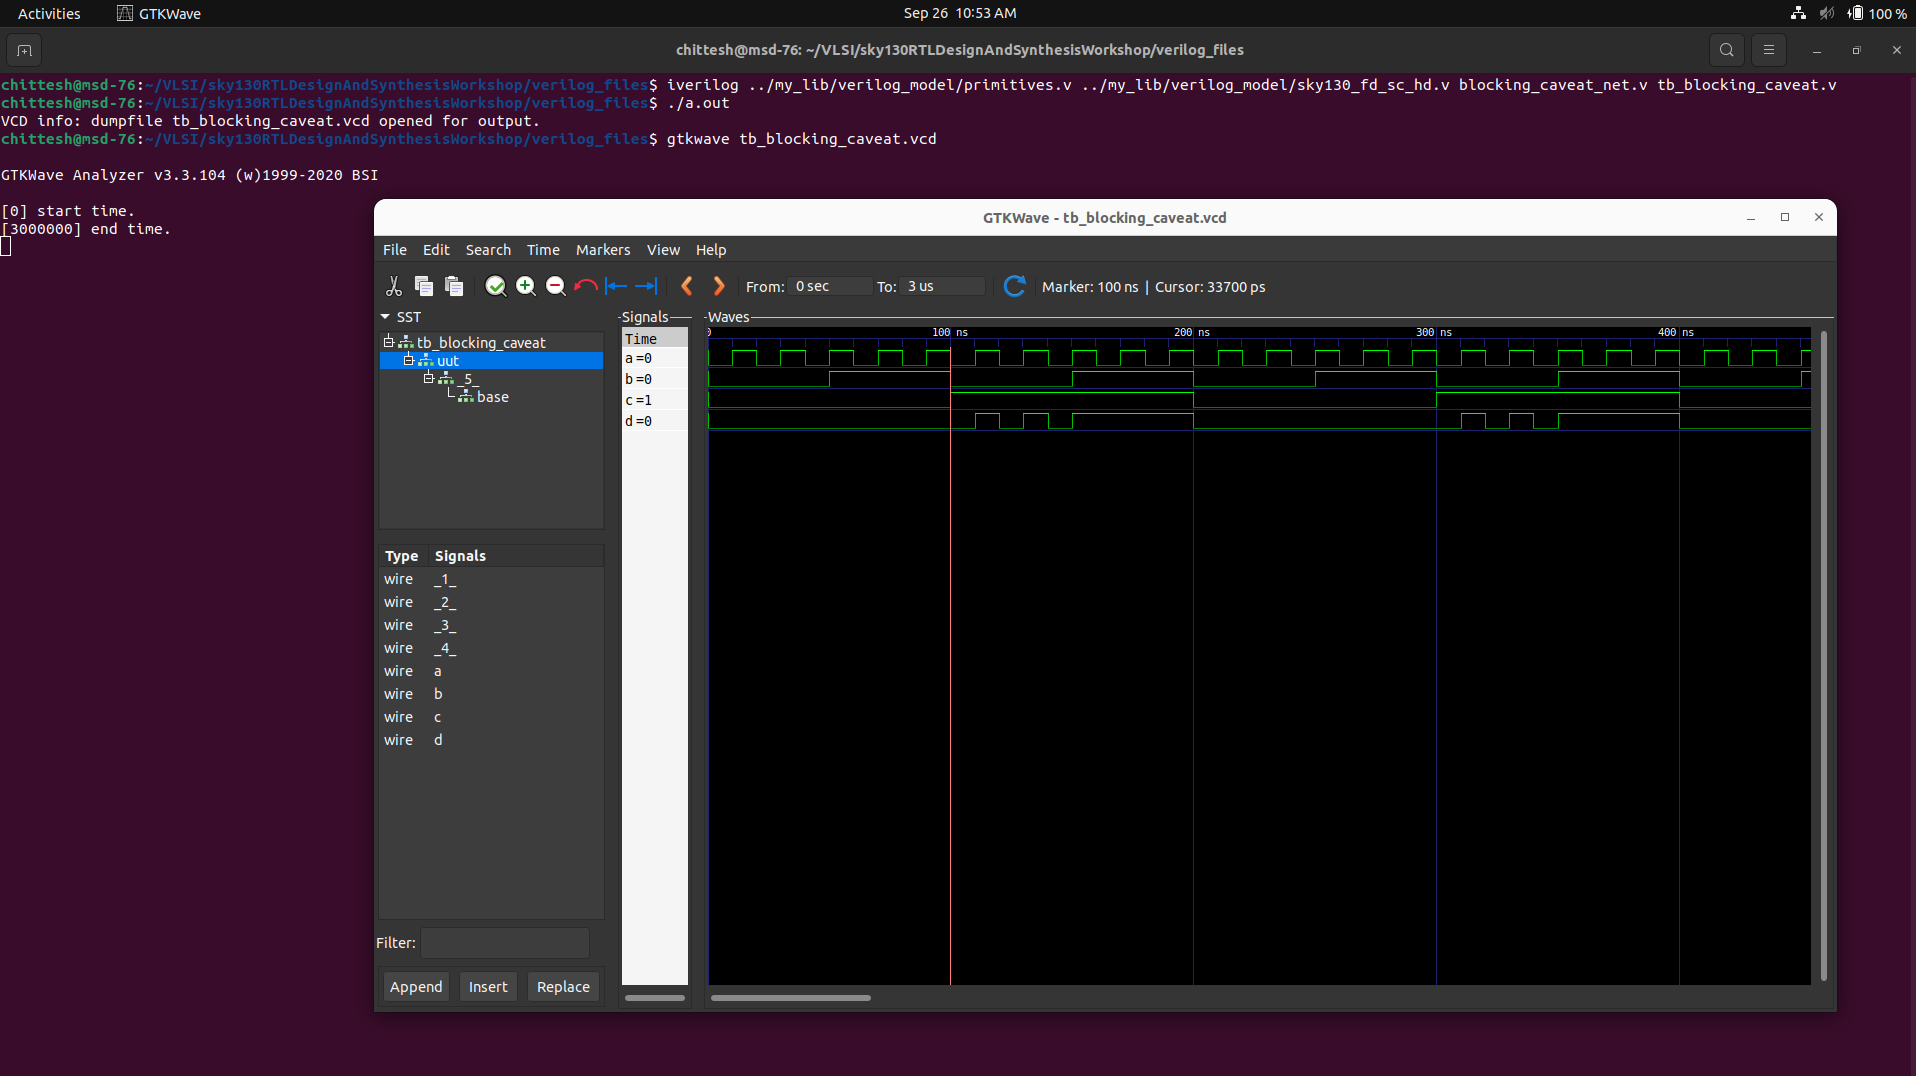 Activities
GTKWave
Sep 26 10:53 AM
100 %
chittesh@msd-76: ~/VLSI/sky130RTLDesignAndSynthesisWorkshop/verilog_files
chittesh@msd-76:~/VLSI/sky130RTLDesignAndSynthesisWorkshop/verilog_files$ iverilog ../my_lib/verilog_model/primitives.v ../my_lib/verilog_model/sky130_fd_sc_hd.v blocking_caveat_net.v tb_blocking_caveat.v
chittesh@msd-76:~/VLSI/sky130RTLDesignAndSynthesisWorkshop/verilog_files$ ./a.out
VCD info: dumpfile tb_blocking_caveat.vcd opened for output.
chittesh@msd-76:~/VLSI/sky130RTLDesignAndSynthesisWorkshop/verilog_files$ gtkwave tb_blocking_caveat.vcd
GTKWave Analyzer v3.3.104 (w)1999-2020 BSI
[0] start time.
[3000000] end time.
GTKWave - tb_blocking_caveat.vcd
File Edit Search Time Markers View Help
From: 0 sec To: 3 us Marker: 100 ns | Cursor: 33700 ps
SST
tb_blocking_caveat
uut
_5_
base
Type Signals
wire _1_
wire _2_
wire _3_
wire _4_
wire a
wire b
wire c
wire d
Filter:
Append Insert Replace
Signals
Time
a=0
b=0
c=1
d=0
Waves
0 100 ns 200 ns 300 ns 400 ns